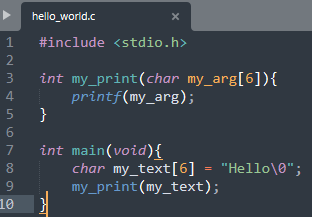 hello_world.c ×
1 #include <stdio.h>
2
3 int my_print(char my_arg[6]){
4     printf(my_arg);
5 }
6
7 int main(void){
8     char my_text[6] = "Hello\0";
9     my_print(my_text);
10 }